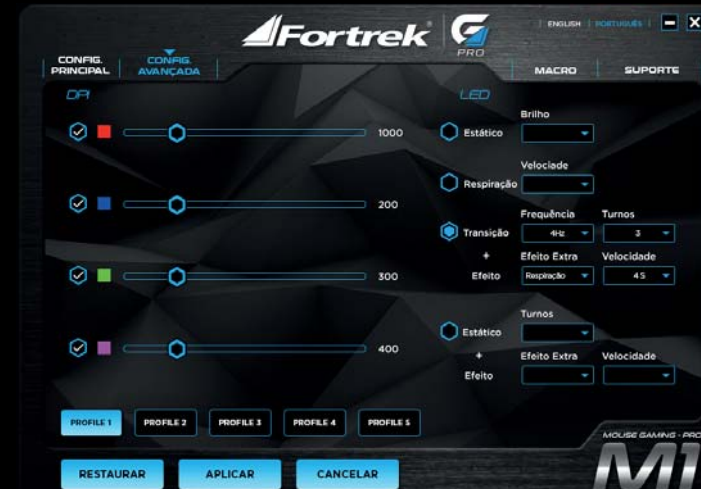 Fortrek G PRO
ENGLISH | PORTUGUÊS
CONFIG. PRINCIPAL
CONFIG. AVANÇADA
MACRO
SUPORTE
DPI
1000
200
300
400
LED
Brilho
Estático
Velociade
Respiração
Frequência Turnos
Transição 4Hz 3
+ Efeito Extra Velocidade
Efeito Respiração 4 S
Turnos
Estático
+ Efeito Extra Velocidade
Efeito
PROFILE 1 PROFILE 2 PROFILE 3 PROFILE 4 PROFILE 5
MOUSE GAMING - PRO
M1
RESTAURAR APLICAR CANCELAR